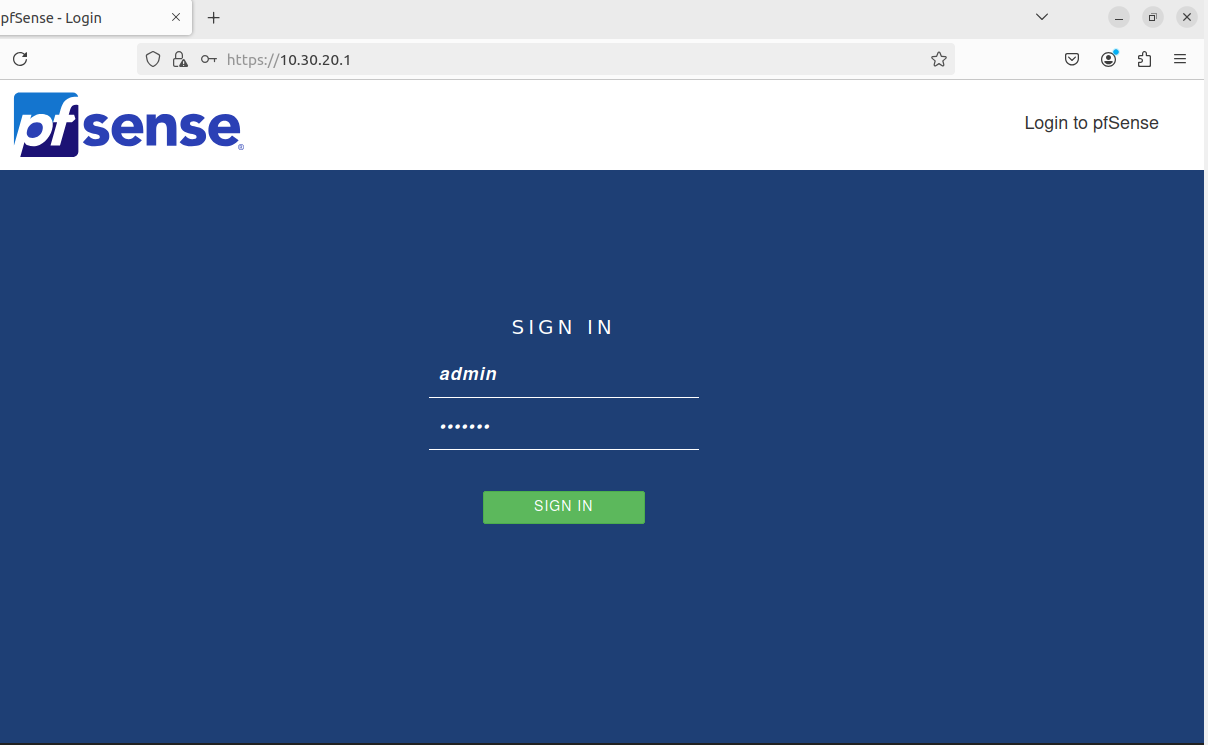 pfSense - Login
https://10.30.20.1
pfsense®
Login to pfSense
SIGN IN
admin
•••••••
SIGN IN